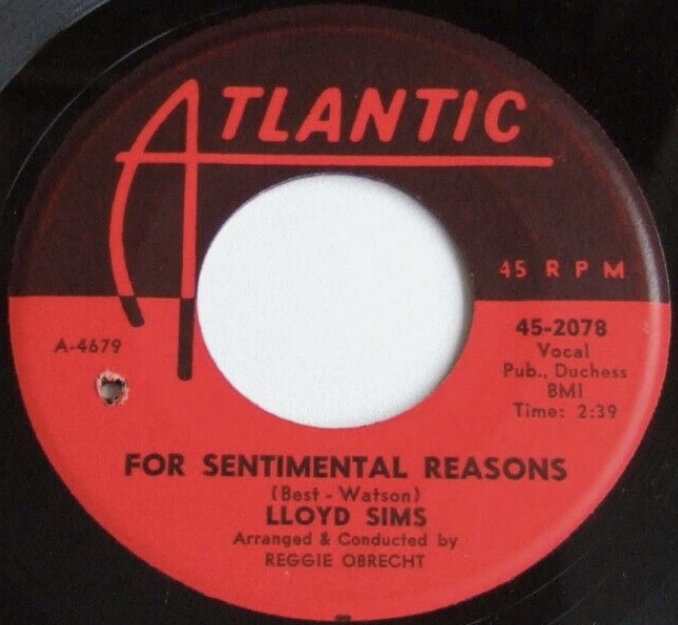 ATLANTIC
45 RPM
A-4679
45-2078
Vocal
Pub., Duchess
BMI
Time: 2:39
FOR SENTIMENTAL REASONS
(Best - Watson)
LLOYD SIMS
Arranged & Conducted by
REGGIE OBRECHT